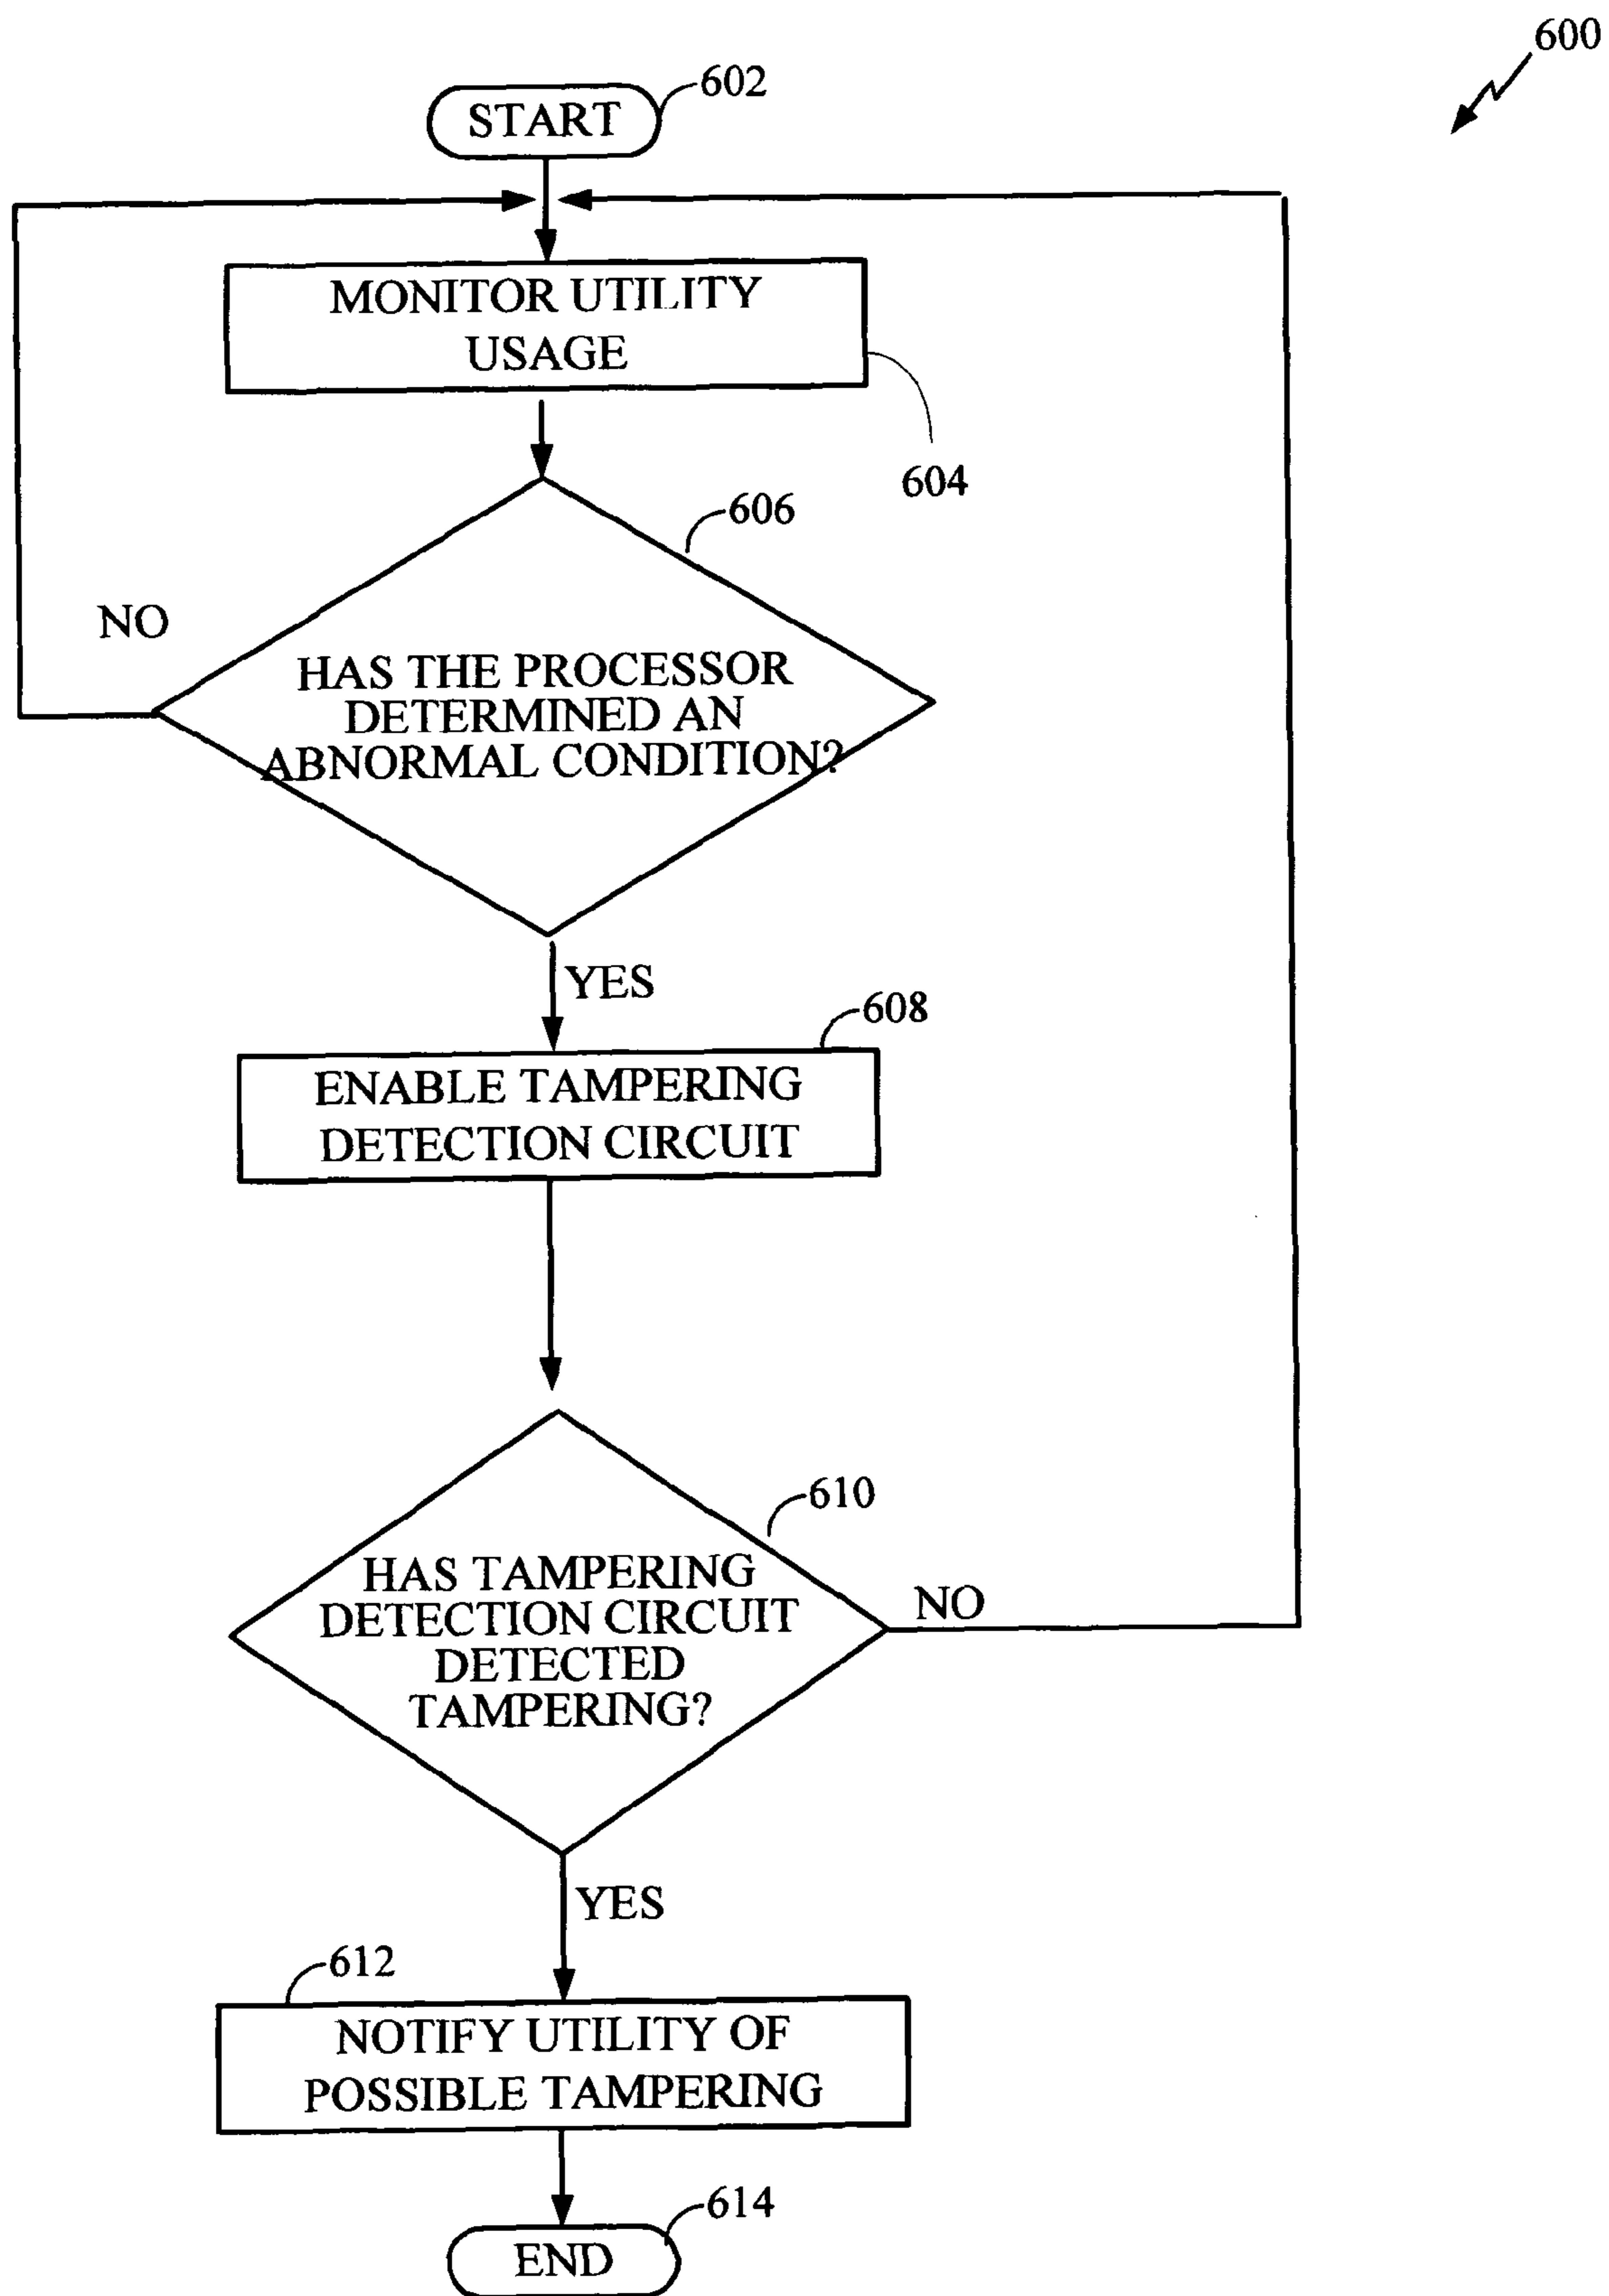 600
602
START
MONITOR UTILITY
USAGE
604
606
NO
HAS THE PROCESSOR
DETERMINED AN
ABNORMAL CONDITION?
YES
608
ENABLE TAMPERING
DETECTION CIRCUIT
610
HAS TAMPERING
DETECTION CIRCUIT
DETECTED
TAMPERING?
NO
YES
612
NOTIFY UTILITY OF
POSSIBLE TAMPERING
614
END